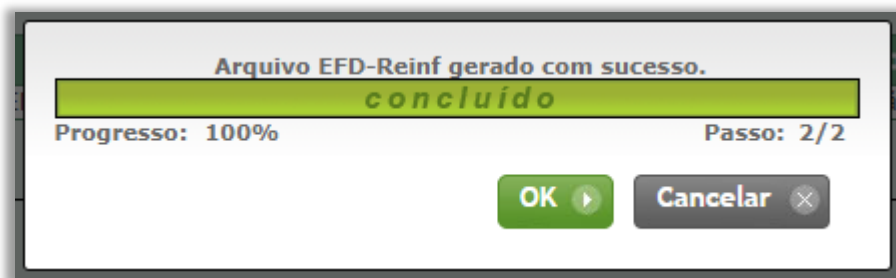 Arquivo EFD-Reinf gerado com sucesso.
concluído
Progresso: 100% Passo: 2/2
OK Cancelar